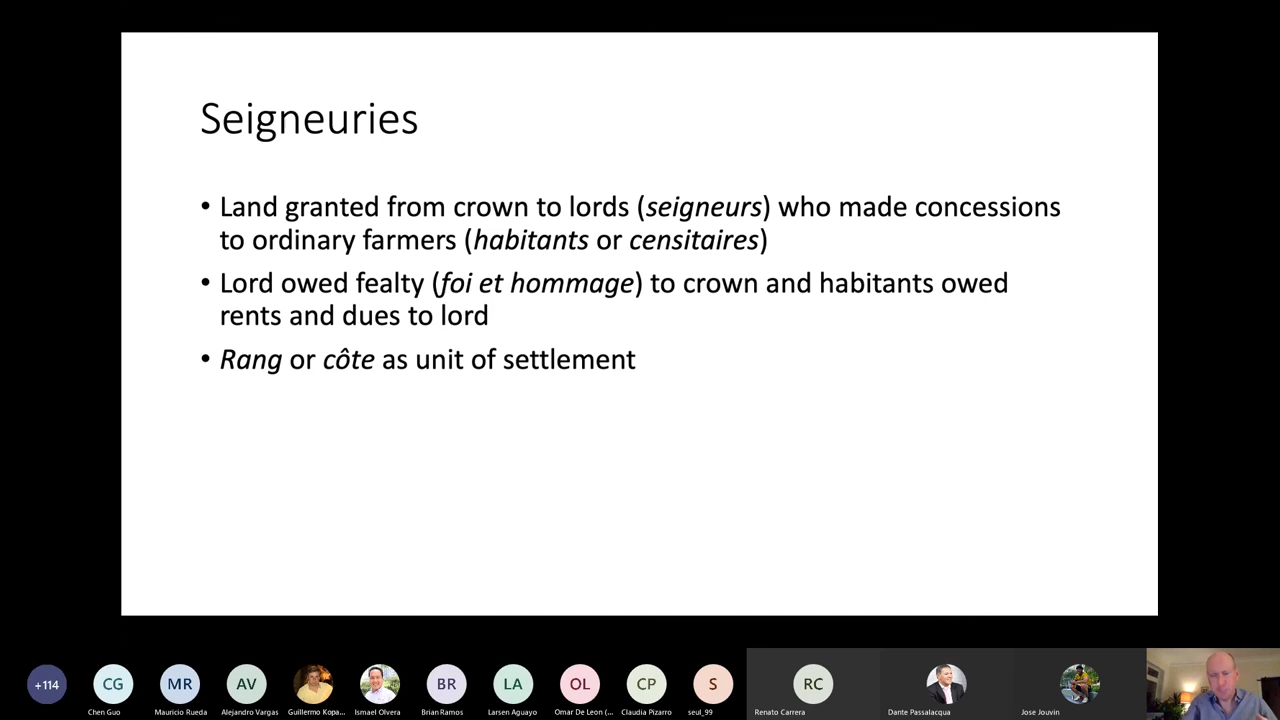 Seigneuries
• Land granted from crown to lords (seigneurs) who made concessions
to ordinary farmers (habitants or censitaires)
• Lord owed fealty (foi et hommage) to crown and habitants owed
rents and dues to lord
• Rang or côte as unit of settlement
+114 CG MR AV BR LA OL CP S RC
Chen Guo Mauricio Rueda Alejandro Vargas Guillermo Kopa... Ismael Olvera Brian Ramos Larsen Aguayo Omar De Leon (... Claudia Pizarro seul_99 Renato Carrera Dante Passalacqua Jose Jouvin